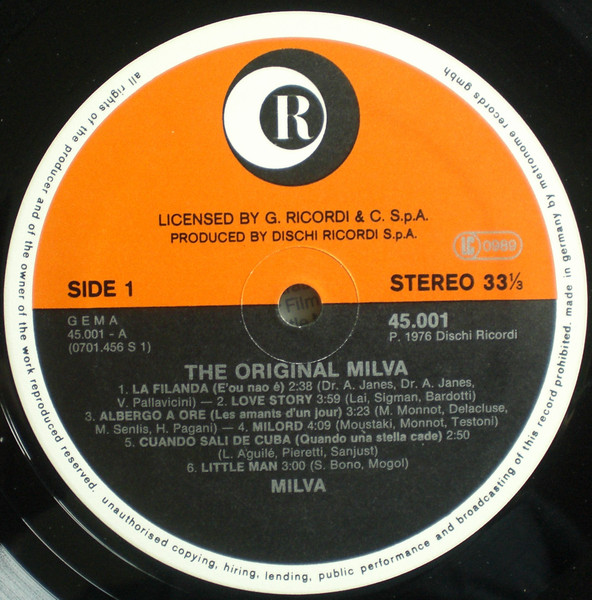 R
LICENSED BY G. RICORDI & C. S.p.A.
PRODUCED BY DISCHI RICORDI S.p.A.
LC 0989
SIDE 1
STEREO 33⅓
GEMA
45.001 - A
(0701.456 S 1)
Film
45.001
P. 1976 Dischi Ricordi
THE ORIGINAL MILVA
1. LA FILANDA (E'ou nao é) 2:38 (Dr. A. Janes, Dr. A. Janes,
V. Pallavicini) — 2. LOVE STORY 3:59 (Lai, Sigman, Bardotti)
3. ALBERGO A ORE (Les amants d'un jour) 3:23 (M. Monnot, Delacluse,
M. Senlis, H. Pagani) — 4. MILORD 4:09 (Moustaki, Monnot, Testoni)
5. CUANDO SALI DE CUBA (Quando una stella cade) 2:50
(L. Aguilé, Pieretti, Sanjust)
6. LITTLE MAN 3:00 (S. Bono, Mogol)
MILVA
all rights of the producer and of the owner of the work reproduced reserved. unauthorised copying, hiring, lending, public performance and broadcasting of this record prohibited. made in germany by metronome records gmbh